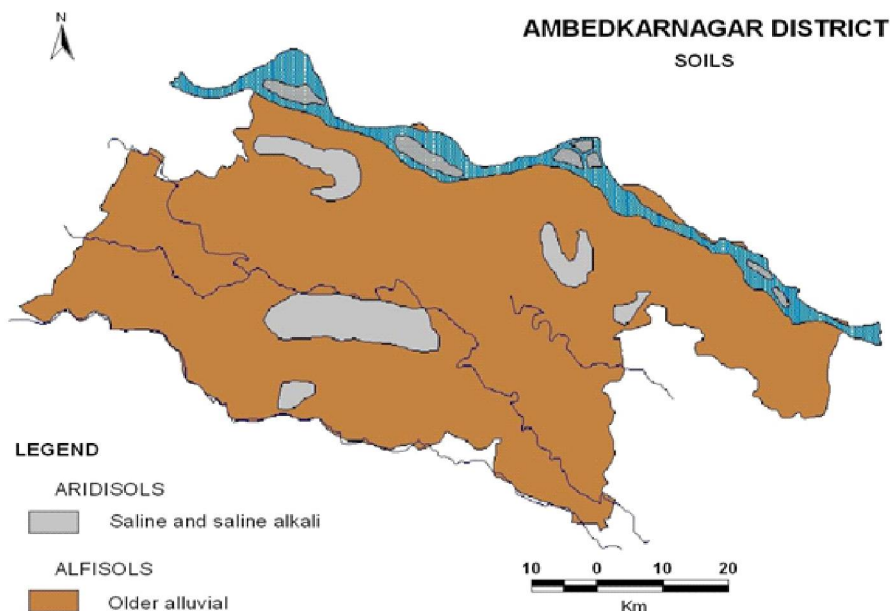 N
AMBEDKARNAGAR DISTRICT
SOILS
LEGEND
ARIDISOLS
Saline and saline alkali
ALFISOLS
Older alluvial
10 0 10 20
Km